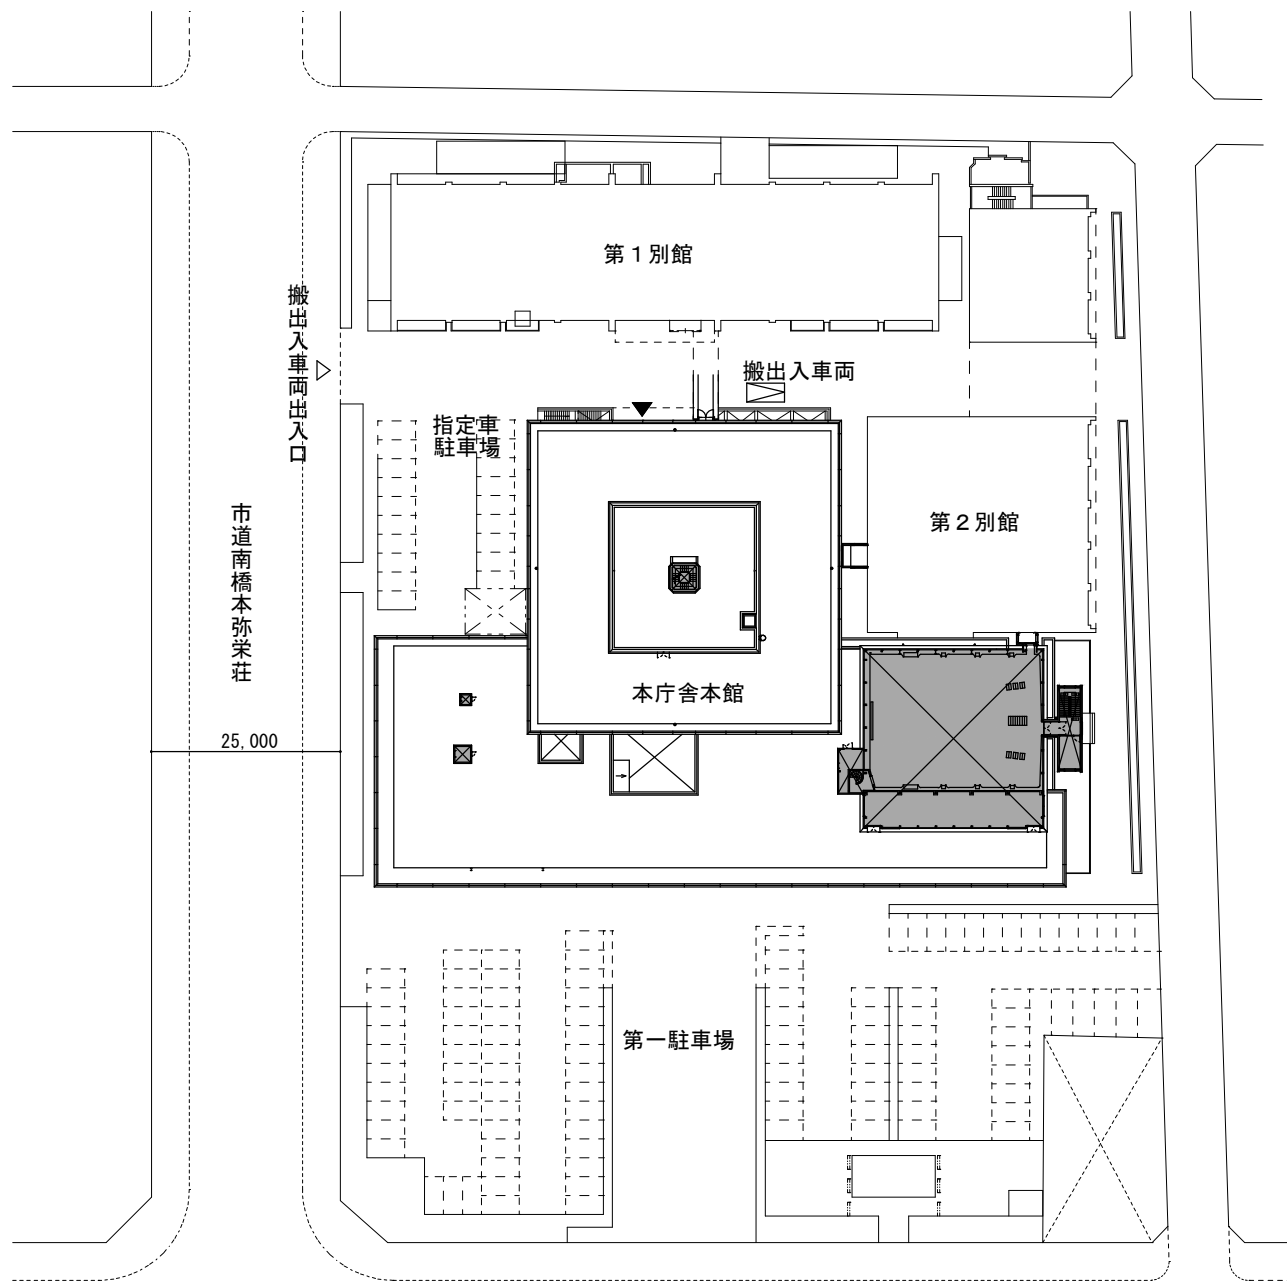 第１別館
搬出入車両出入口
搬出入車両
指定車
駐車場
市道南橋本弥栄荘
第２別館
本庁舎本館
25,000
第一駐車場